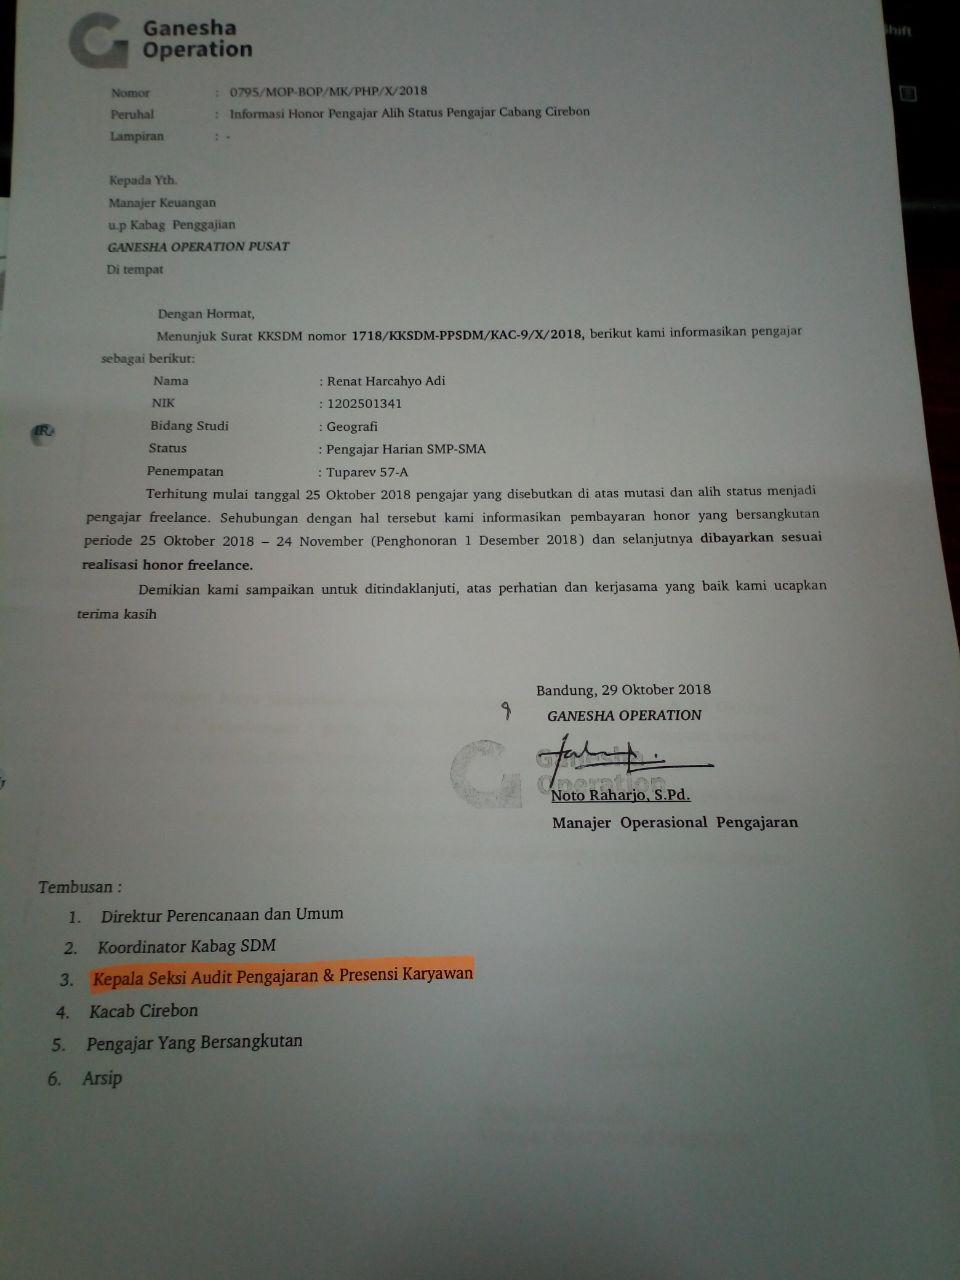 Ganesha
Operation
Shift
Nomor : 0795/MOP-BOP/MK/PHP/X/2018
Peruhal : Informasi Honor Pengajar Alih Status Pengajar Cabang Cirebon
Lampiran : -
Kepada Yth.
Manajer Keuangan
u.p Kabag Penggajian
GANESHA OPERATION PUSAT
Di tempat
Dengan Hormat,
Menunjuk Surat KKSDM nomor 1718/KKSDM-PPSDM/KAC-9/X/2018, berikut kami informasikan pengajar
sebagai berikut:
Nama : Renat Harcahyo Adi
NIK : 1202501341
Bidang Studi : Geografi
Status : Pengajar Harian SMP-SMA
Penempatan : Tuparev 57-A
Terhitung mulai tanggal 25 Oktober 2018 pengajar yang disebutkan di atas mutasi dan alih status menjadi
pengajar freelance. Sehubungan dengan hal tersebut kami informasikan pembayaran honor yang bersangkutan
periode 25 Oktober 2018 – 24 November (Penghonoran 1 Desember 2018) dan selanjutnya dibayarkan sesuai
realisasi honor freelance.
Demikian kami sampaikan untuk ditindaklanjuti, atas perhatian dan kerjasama yang baik kami ucapkan
terima kasih
Bandung, 29 Oktober 2018
GANESHA OPERATION
Ganesha
Operation
Noto Raharjo, S.Pd.
Manajer Operasional Pengajaran
Tembusan :
1. Direktur Perencanaan dan Umum
2. Koordinator Kabag SDM
3. Kepala Seksi Audit Pengajaran & Presensi Karyawan
4. Kacab Cirebon
5. Pengajar Yang Bersangkutan
6. Arsip